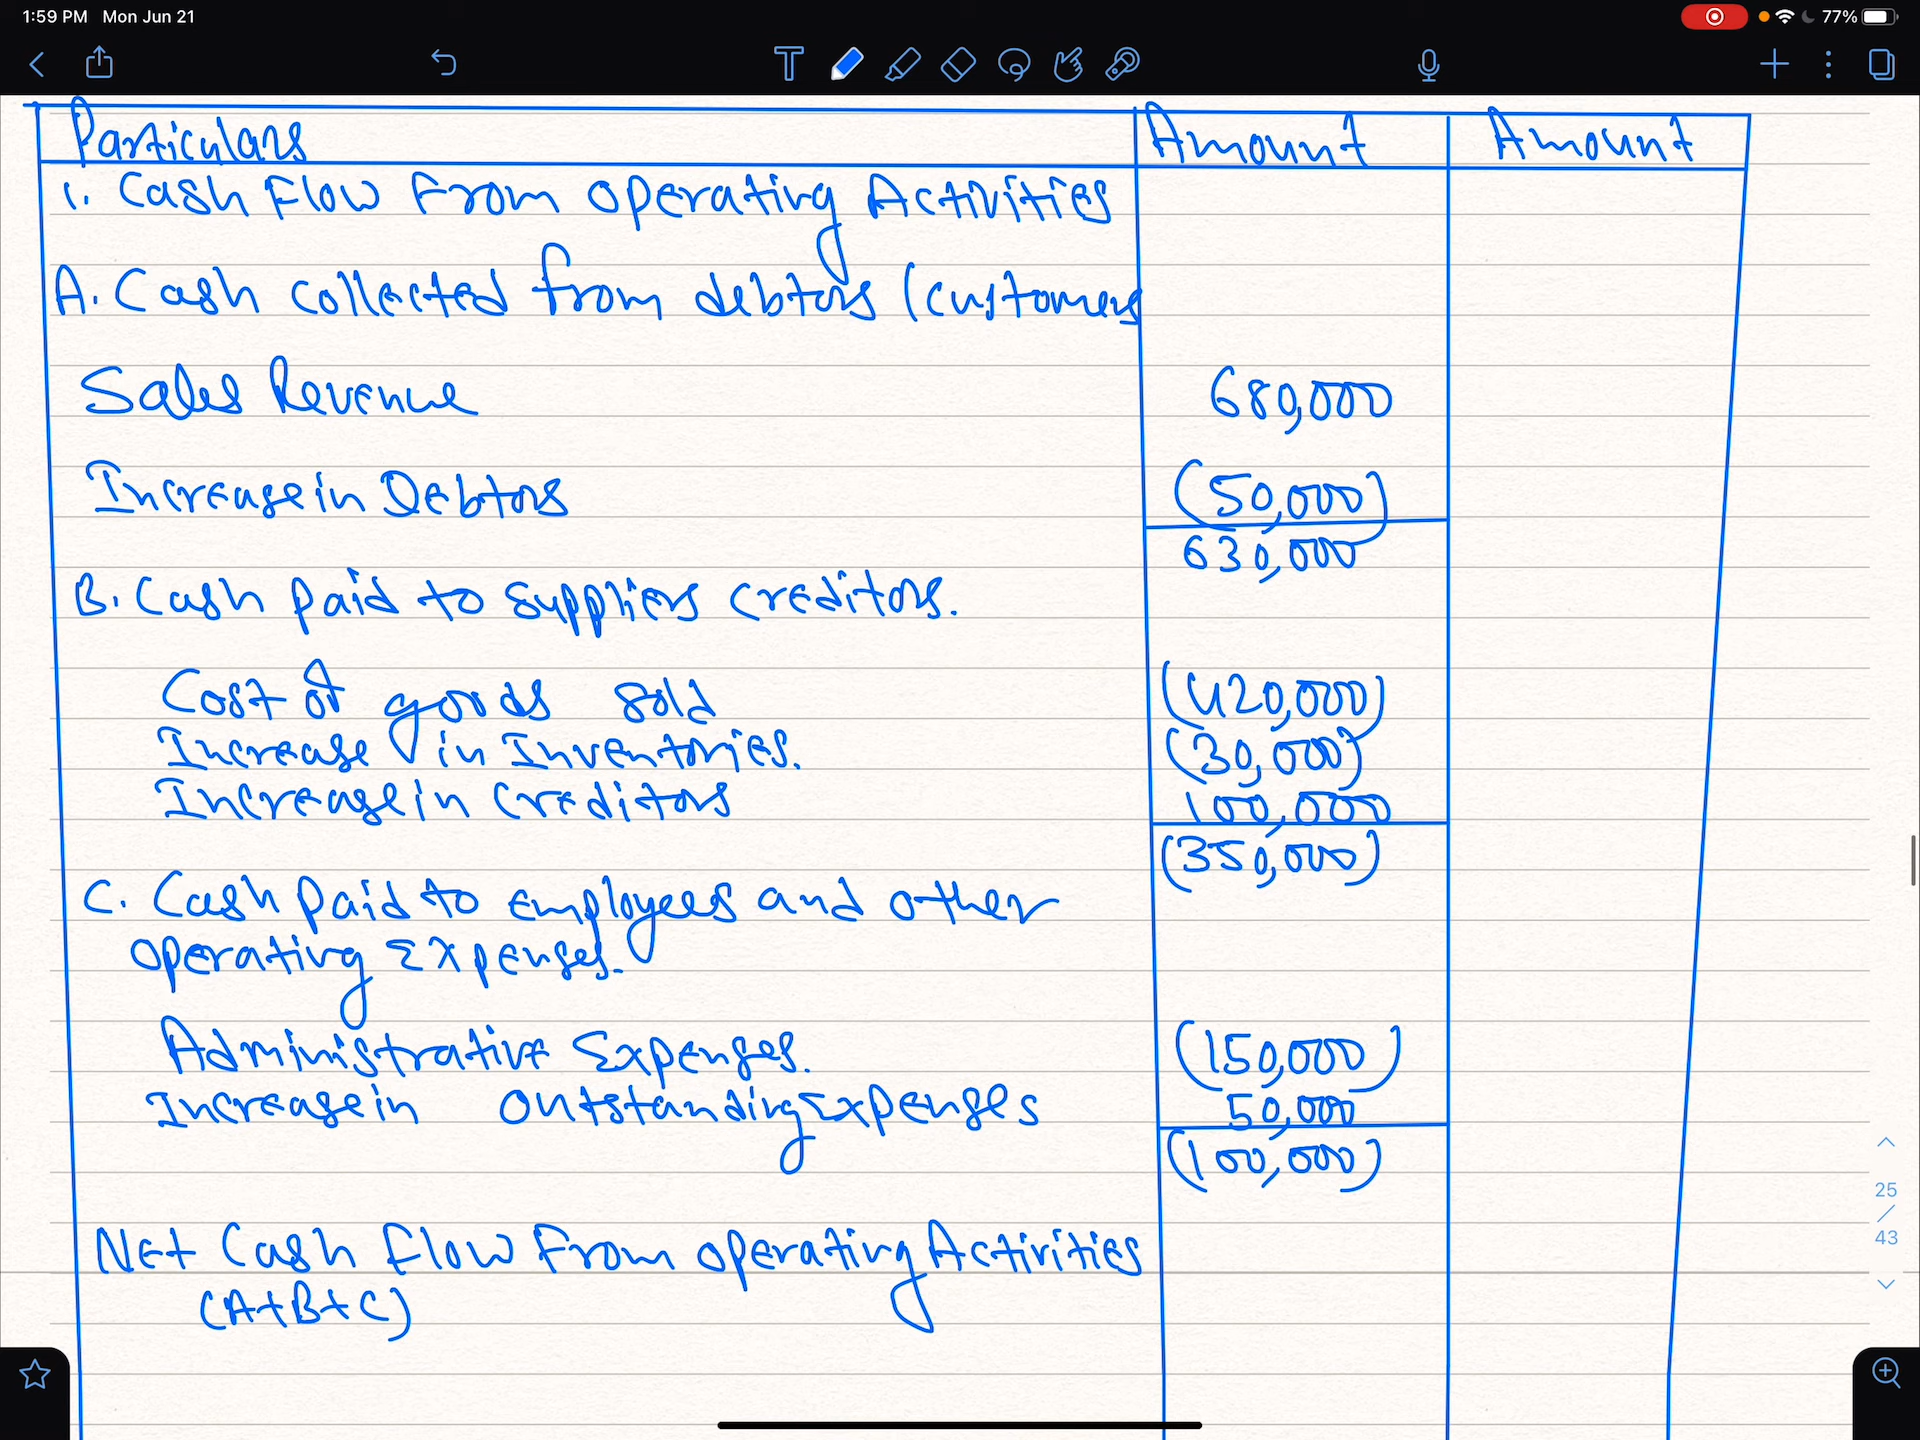 1:59 PM Mon Jun 21
77%
Particulars Amount Amount
1. Cash Flow From Operating Activities
A. Cash collected from debtors (customers
Sales Revenue 680,000
Increase in Debtors (50,000)
630,000
B. Cash paid to suppliers creditors.
Cost of goods sold (420,000)
Increase in Inventories. (30,000)
Increase in creditors 100,000
(350,000)
C. Cash paid to employees and other
operating Expenses.
Administrative Expenses. (150,000)
Increase in outstanding Expenses 50,000
(100,000)
25
/
43
Net Cash Flow From Operating Activities
(A+B+C)